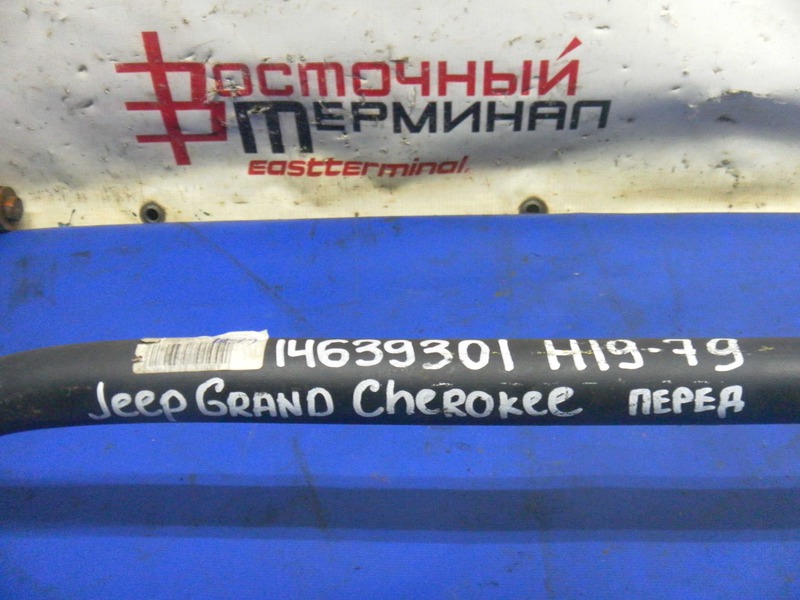 Восточный
Терминал
eastterminal.
14639301 H19-79
Jeep GRAND CHEROKEE ПЕРЕД